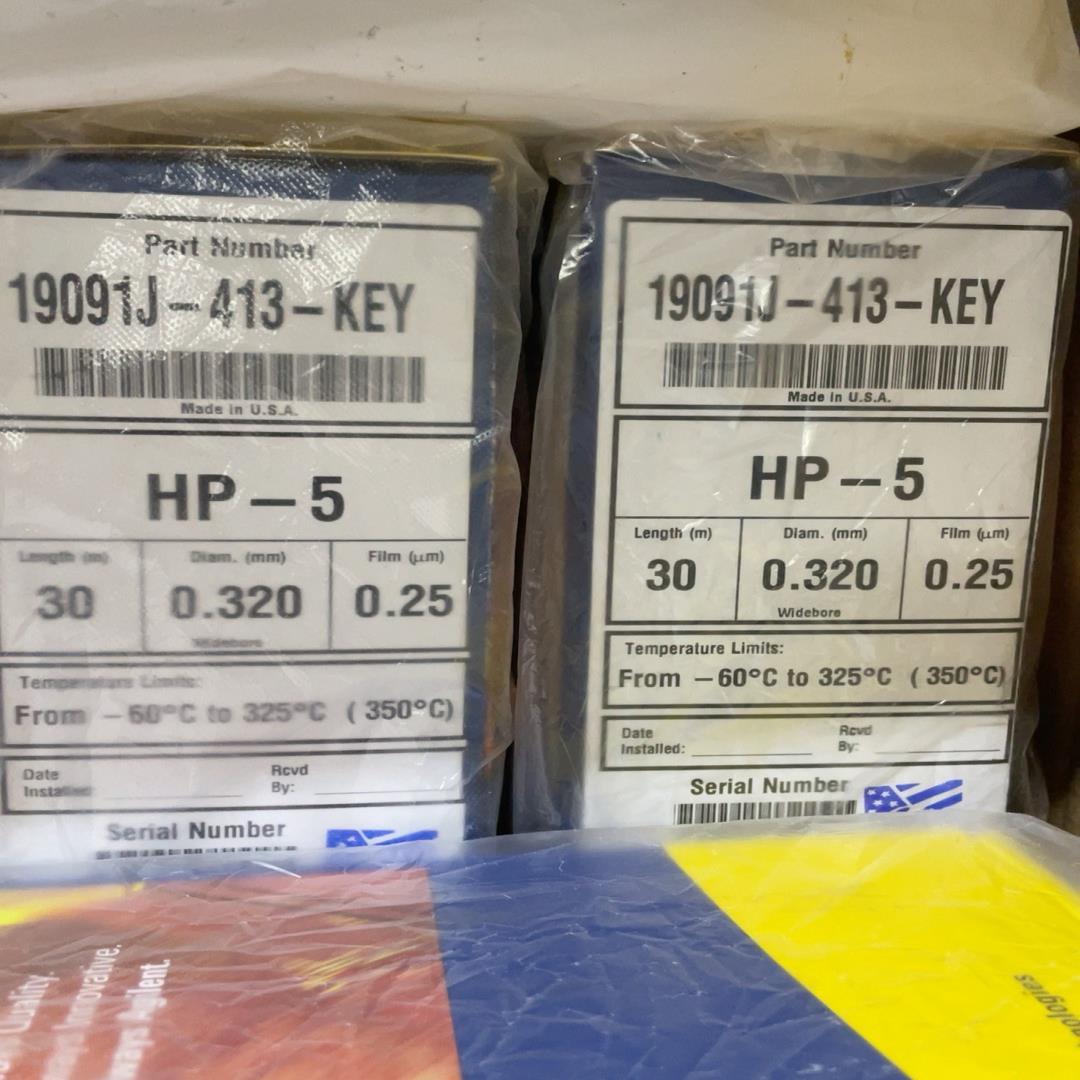 Part Number
19091J-413-KEY
Made in U.S.A.
HP-5
Length (m)
Diam. (mm)
Film (µm)
30
0.320
0.25
Widebore
Temperature Limits:
From -60°C to 325°C (350°C)
Date
Installed:
Rcvd
By:
Serial Number
Part Number
19091J-413-KEY
Made in U.S.A.
HP-5
Length (m)
Diam. (mm)
Film (µm)
30
0.320
0.25
Widebore
Temperature Limits:
From -60°C to 325°C (350°C)
Date
Installed:
Rcvd
By:
Serial Number
Quality.
Innovative.
Agilent.